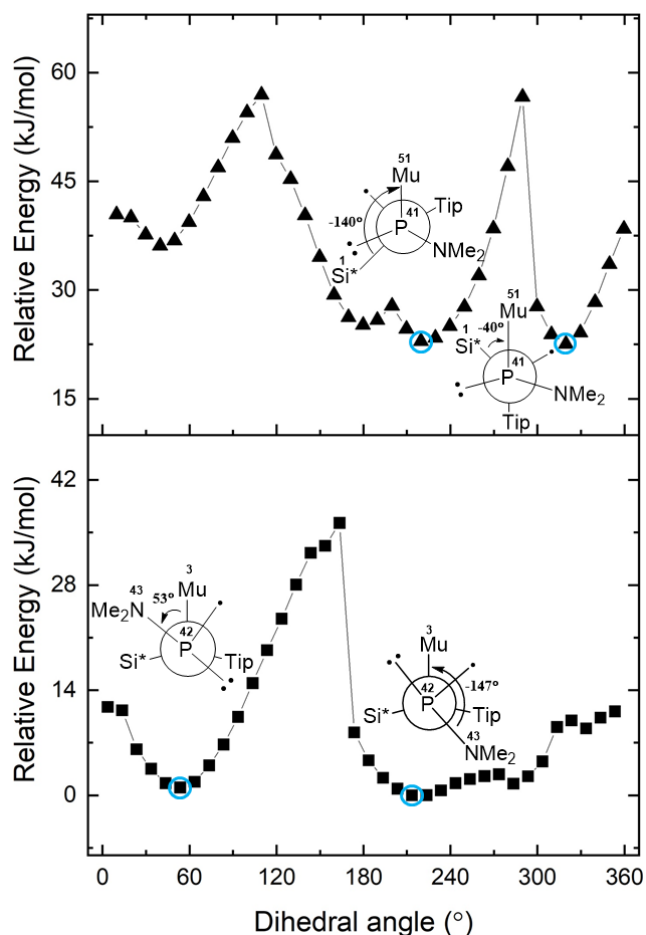 Relative Energy (kJ/mol)
60
45
30
15
51
Mu
41
Tip
-140°
P
NMe2
1
Si*
51
Mu
1
Si*
-40°
41
P
NMe2
Tip
Relative Energy (kJ/mol)
42
28
14
0
3
43
53°
Mu
Me2N
42
P
Si*
Tip
3
Mu
42
-147°
P
Si*
Tip
43
NMe2
0 60 120 180 240 300 360
Dihedral angle (°)